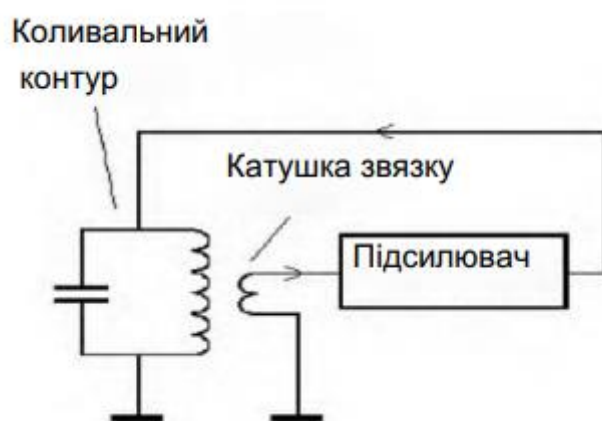 Коливальний
контур
Катушка звязку
Підсилювач